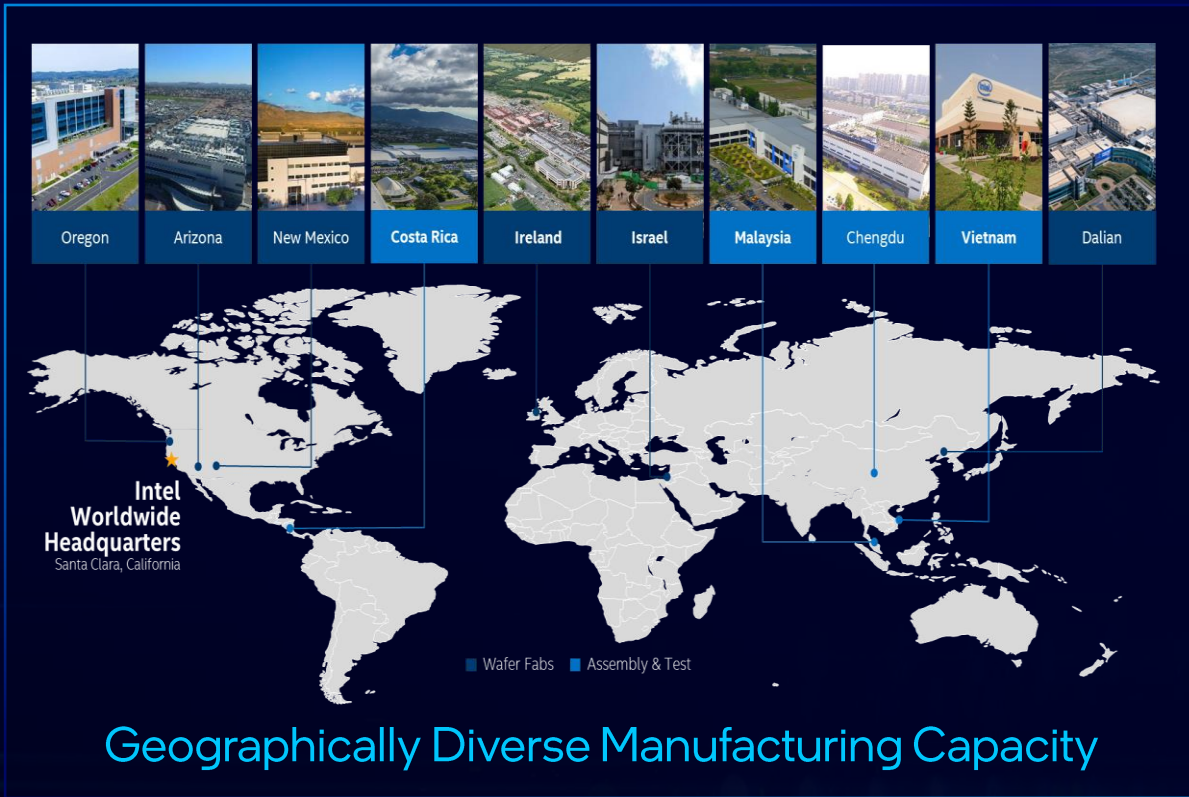 Oregon
Arizona
New Mexico
Costa Rica
Ireland
Israel
Malaysia
Chengdu
Vietnam
Dalian
Intel
Worldwide
Headquarters
Santa Clara, California
Wafer Fabs
Assembly & Test
Geographically Diverse Manufacturing Capacity